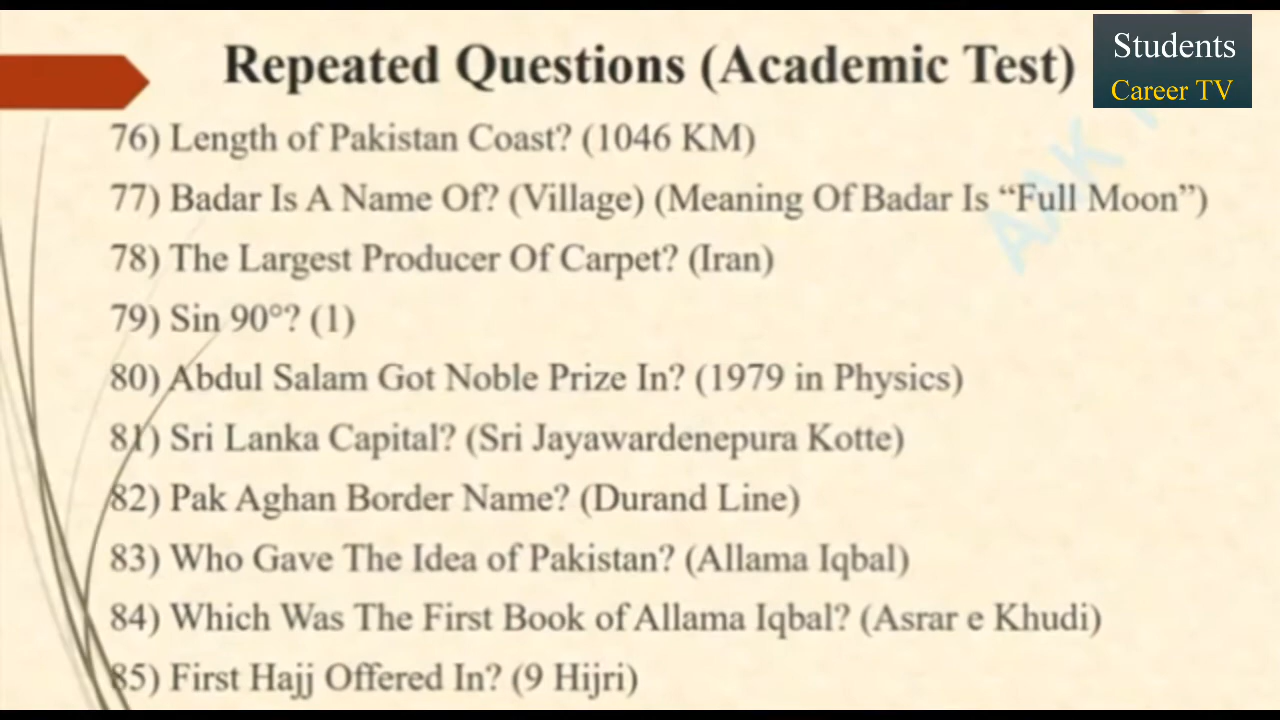 Repeated Questions (Academic Test)
Students
Career TV
76) Length of Pakistan Coast? (1046 KM)
77) Badar Is A Name Of? (Village) (Meaning Of Badar Is “Full Moon”)
78) The Largest Producer Of Carpet? (Iran)
79) Sin 90°? (1)
80) Abdul Salam Got Noble Prize In? (1979 in Physics)
81) Sri Lanka Capital? (Sri Jayawardenepura Kotte)
82) Pak Aghan Border Name? (Durand Line)
83) Who Gave The Idea of Pakistan? (Allama Iqbal)
84) Which Was The First Book of Allama Iqbal? (Asrar e Khudi)
85) First Hajj Offered In? (9 Hijri)